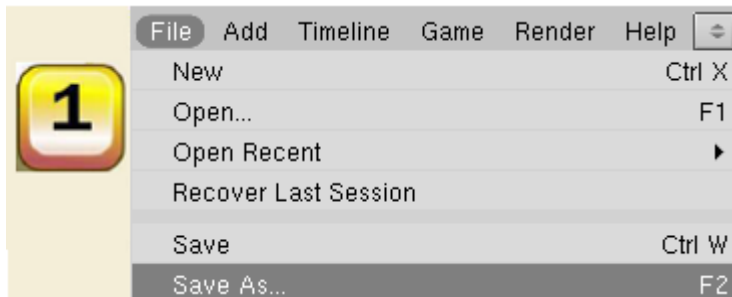 File Add Timeline Game Render Help
1
New Ctrl X
Open... F1
Open Recent
Recover Last Session
Save Ctrl W
Save As... F2